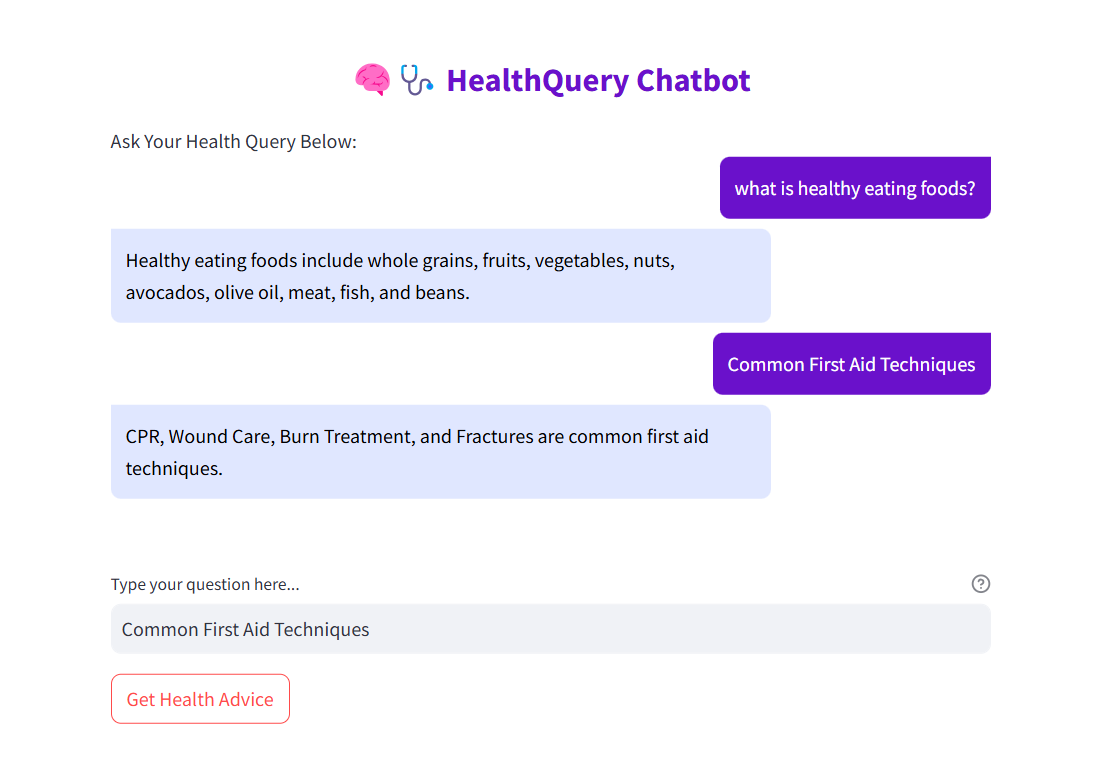 HealthQuery Chatbot
Ask Your Health Query Below:
what is healthy eating foods?
Healthy eating foods include whole grains, fruits, vegetables, nuts,
avocados, olive oil, meat, fish, and beans.
Common First Aid Techniques
CPR, Wound Care, Burn Treatment, and Fractures are common first aid
techniques.
Type your question here...
Common First Aid Techniques
Get Health Advice